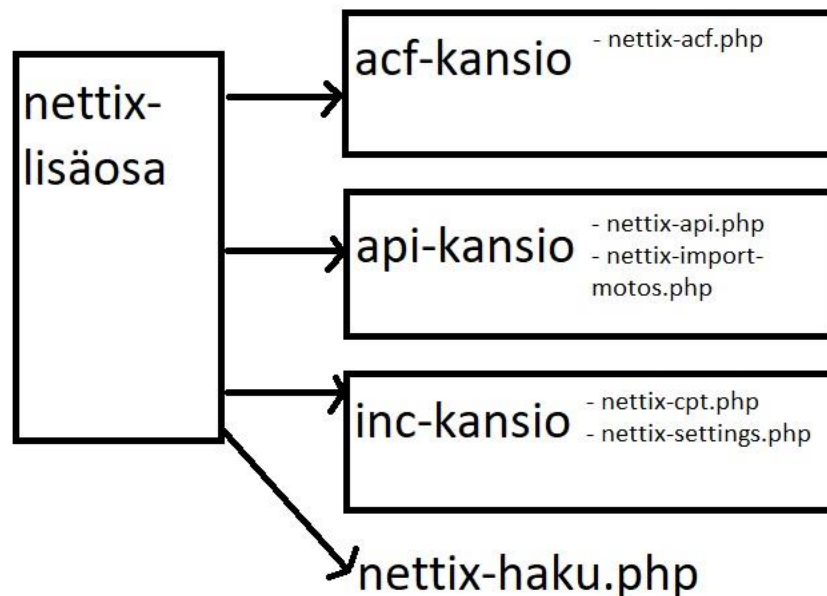 nettix-
lisäosa
acf-kansio
- nettix-acf.php
api-kansio
- nettix-api.php
- nettix-import-
motos.php
inc-kansio
- nettix-cpt.php
- nettix-settings.php
nettix-haku.php